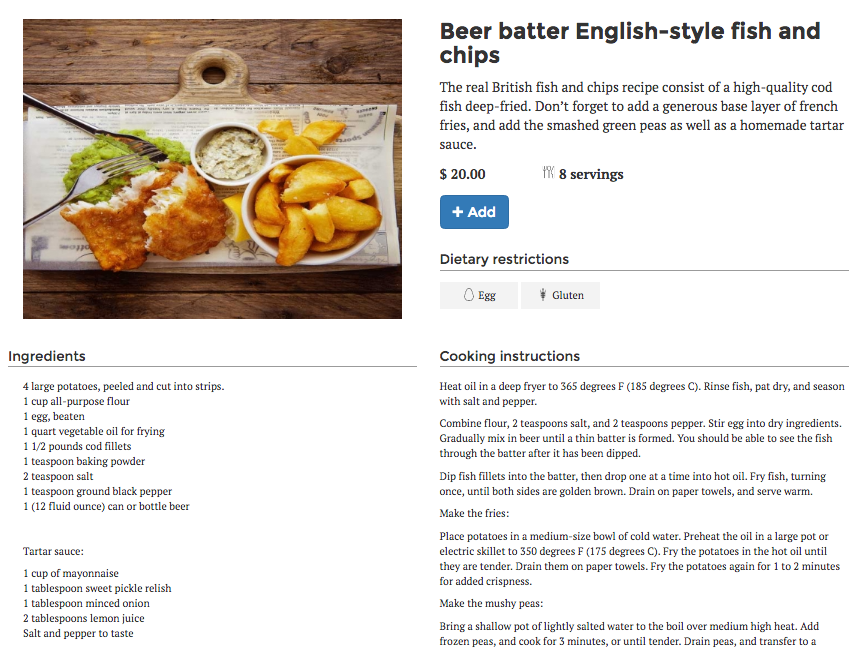 Beer batter English-style fish and
chips
The real British fish and chips recipe consist of a high-quality cod
fish deep-fried. Don't forget to add a generous base layer of french
fries, and add the smashed green peas as well as a homemade tartar
sauce.
$ 20.00 8 servings
+ Add
Dietary restrictions
Egg Gluten
Ingredients
4 large potatoes, peeled and cut into strips.
1 cup all-purpose flour
1 egg, beaten
1 quart vegetable oil for frying
1 1/2 pounds cod fillets
1 teaspoon baking powder
2 teaspoon salt
1 teaspoon ground black pepper
1 (12 fluid ounce) can or bottle beer
Tartar sauce:
1 cup of mayonnaise
1 tablespoon sweet pickle relish
1 tablespoon minced onion
2 tablespoons lemon juice
Salt and pepper to taste
Cooking instructions
Heat oil in a deep fryer to 365 degrees F (185 degrees C). Rinse fish, pat dry, and season
with salt and pepper.
Combine flour, 2 teaspoons salt, and 2 teaspoons pepper. Stir egg into dry ingredients.
Gradually mix in beer until a thin batter is formed. You should be able to see the fish
through the batter after it has been dipped.
Dip fish fillets into the batter, then drop one at a time into hot oil. Fry fish, turning
once, until both sides are golden brown. Drain on paper towels, and serve warm.
Make the fries:
Place potatoes in a medium-size bowl of cold water. Preheat the oil in a large pot or
electric skillet to 350 degrees F (175 degrees C). Fry the potatoes in the hot oil until
they are tender. Drain them on paper towels. Fry the potatoes again for 1 to 2 minutes
for added crispness.
Make the mushy peas:
Bring a shallow pot of lightly salted water to the boil over medium high heat. Add
frozen peas, and cook for 3 minutes, or until tender. Drain peas, and transfer to a